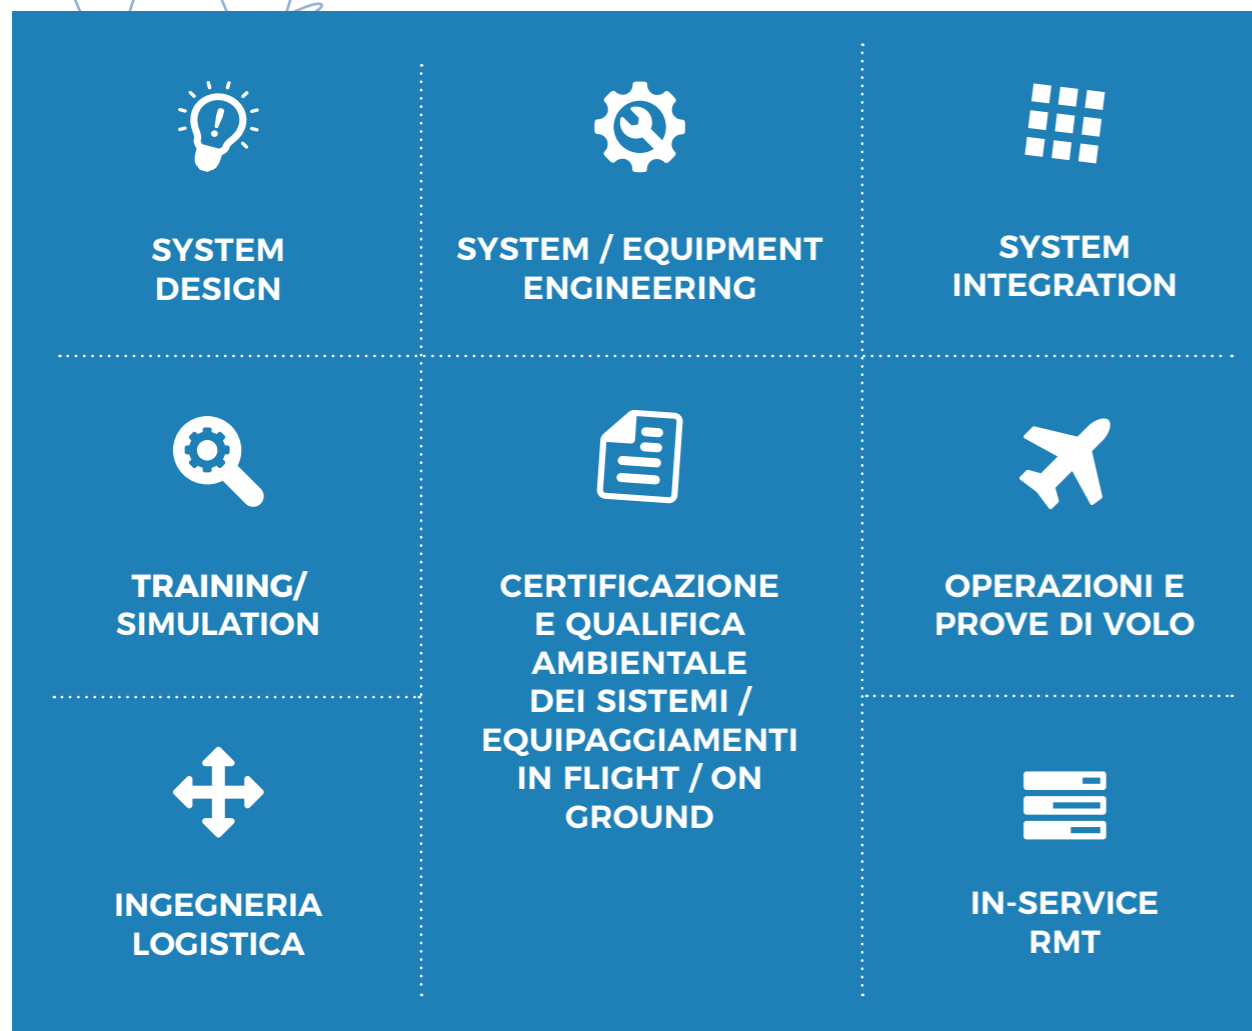 SYSTEM
DESIGN
SYSTEM / EQUIPMENT
ENGINEERING
SYSTEM
INTEGRATION
TRAINING/
SIMULATION
CERTIFICAZIONE
E QUALIFICA
AMBIENTALE
DEI SISTEMI /
EQUIPAGGIAMENTI
IN FLIGHT / ON
GROUND
OPERAZIONI E
PROVE DI VOLO
INGEGNERIA
LOGISTICA
IN-SERVICE
RMT